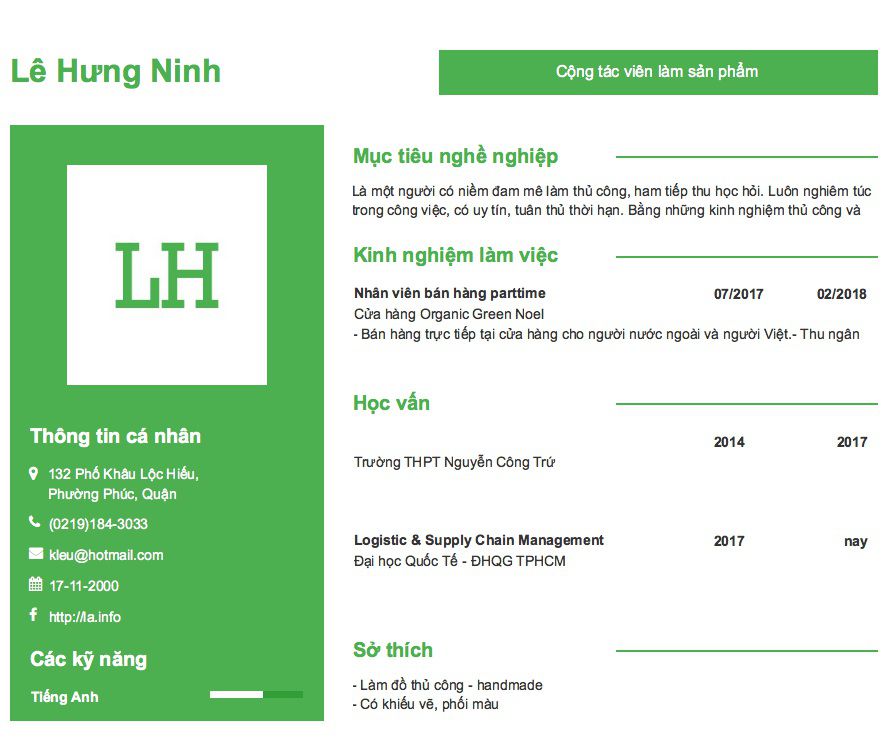 Lê Hưng Ninh
Cộng tác viên làm sản phẩm
LH
Thông tin cá nhân
132 Phố Khâu Lộc Hiếu,
Phường Phúc, Quận
(0219)184-3033
kleu@hotmail.com
17-11-2000
http://la.info
Các kỹ năng
Tiếng Anh
Mục tiêu nghề nghiệp
Là một người có niềm đam mê làm thủ công, ham tiếp thu học hỏi. Luôn nghiêm túc
trong công việc, có uy tín, tuân thủ thời hạn. Bằng những kinh nghiệm thủ công và
Kinh nghiệm làm việc
Nhân viên bán hàng parttime 07/2017 02/2018
Cửa hàng Organic Green Noel
- Bán hàng trực tiếp tại cửa hàng cho người nước ngoài và người Việt.- Thu ngân
Học vấn
2014 2017
Trường THPT Nguyễn Công Trứ
Logistic & Supply Chain Management 2017 nay
Đại học Quốc Tế - ĐHQG TPHCM
Sở thích
- Làm đồ thủ công - handmade
- Có khiếu vẽ, phối màu